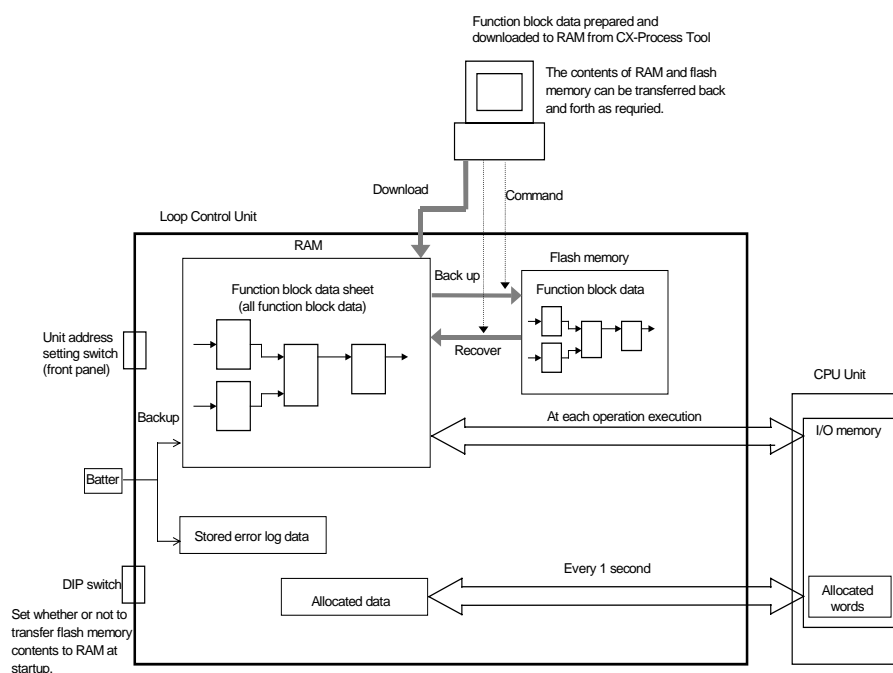 Function block data prepared and
downloaded to RAM from CX-Process Tool
The contents of RAM and flash
memory can be transferred back
and forth as requried.
Download
Command
Loop Control Unit
RAM
Flash memory
Function block data sheet
(all function block data)
Back up
Function block data
Recover
Unit address
setting switch
(front panel)
Backup
CPU Unit
At each operation execution
I/O memory
Batter
Stored error log data
Every 1 second
DIP switch
Allocated data
Allocated
words
Set whether or not to
transfer flash memory
contents to RAM at
startup.